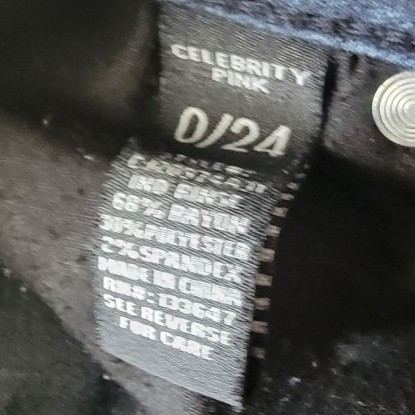 CELEBRITY
PINK
0/24
68% RAYON
30% POLYESTER
2% SPANDEX
MADE IN CHINA
RN#: 133647
SEE REVERSE
FOR CARE